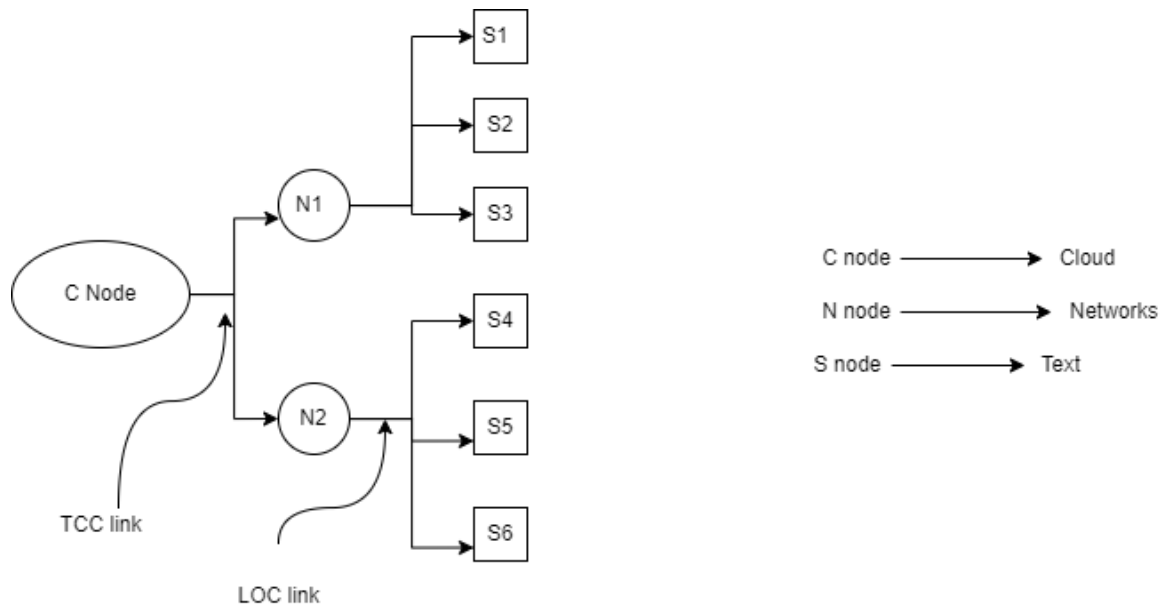 S1
S2
N1
S3
C node Cloud
C Node
N node Networks
S4
S node Text
N2
S5
TCC link
S6
LOC link